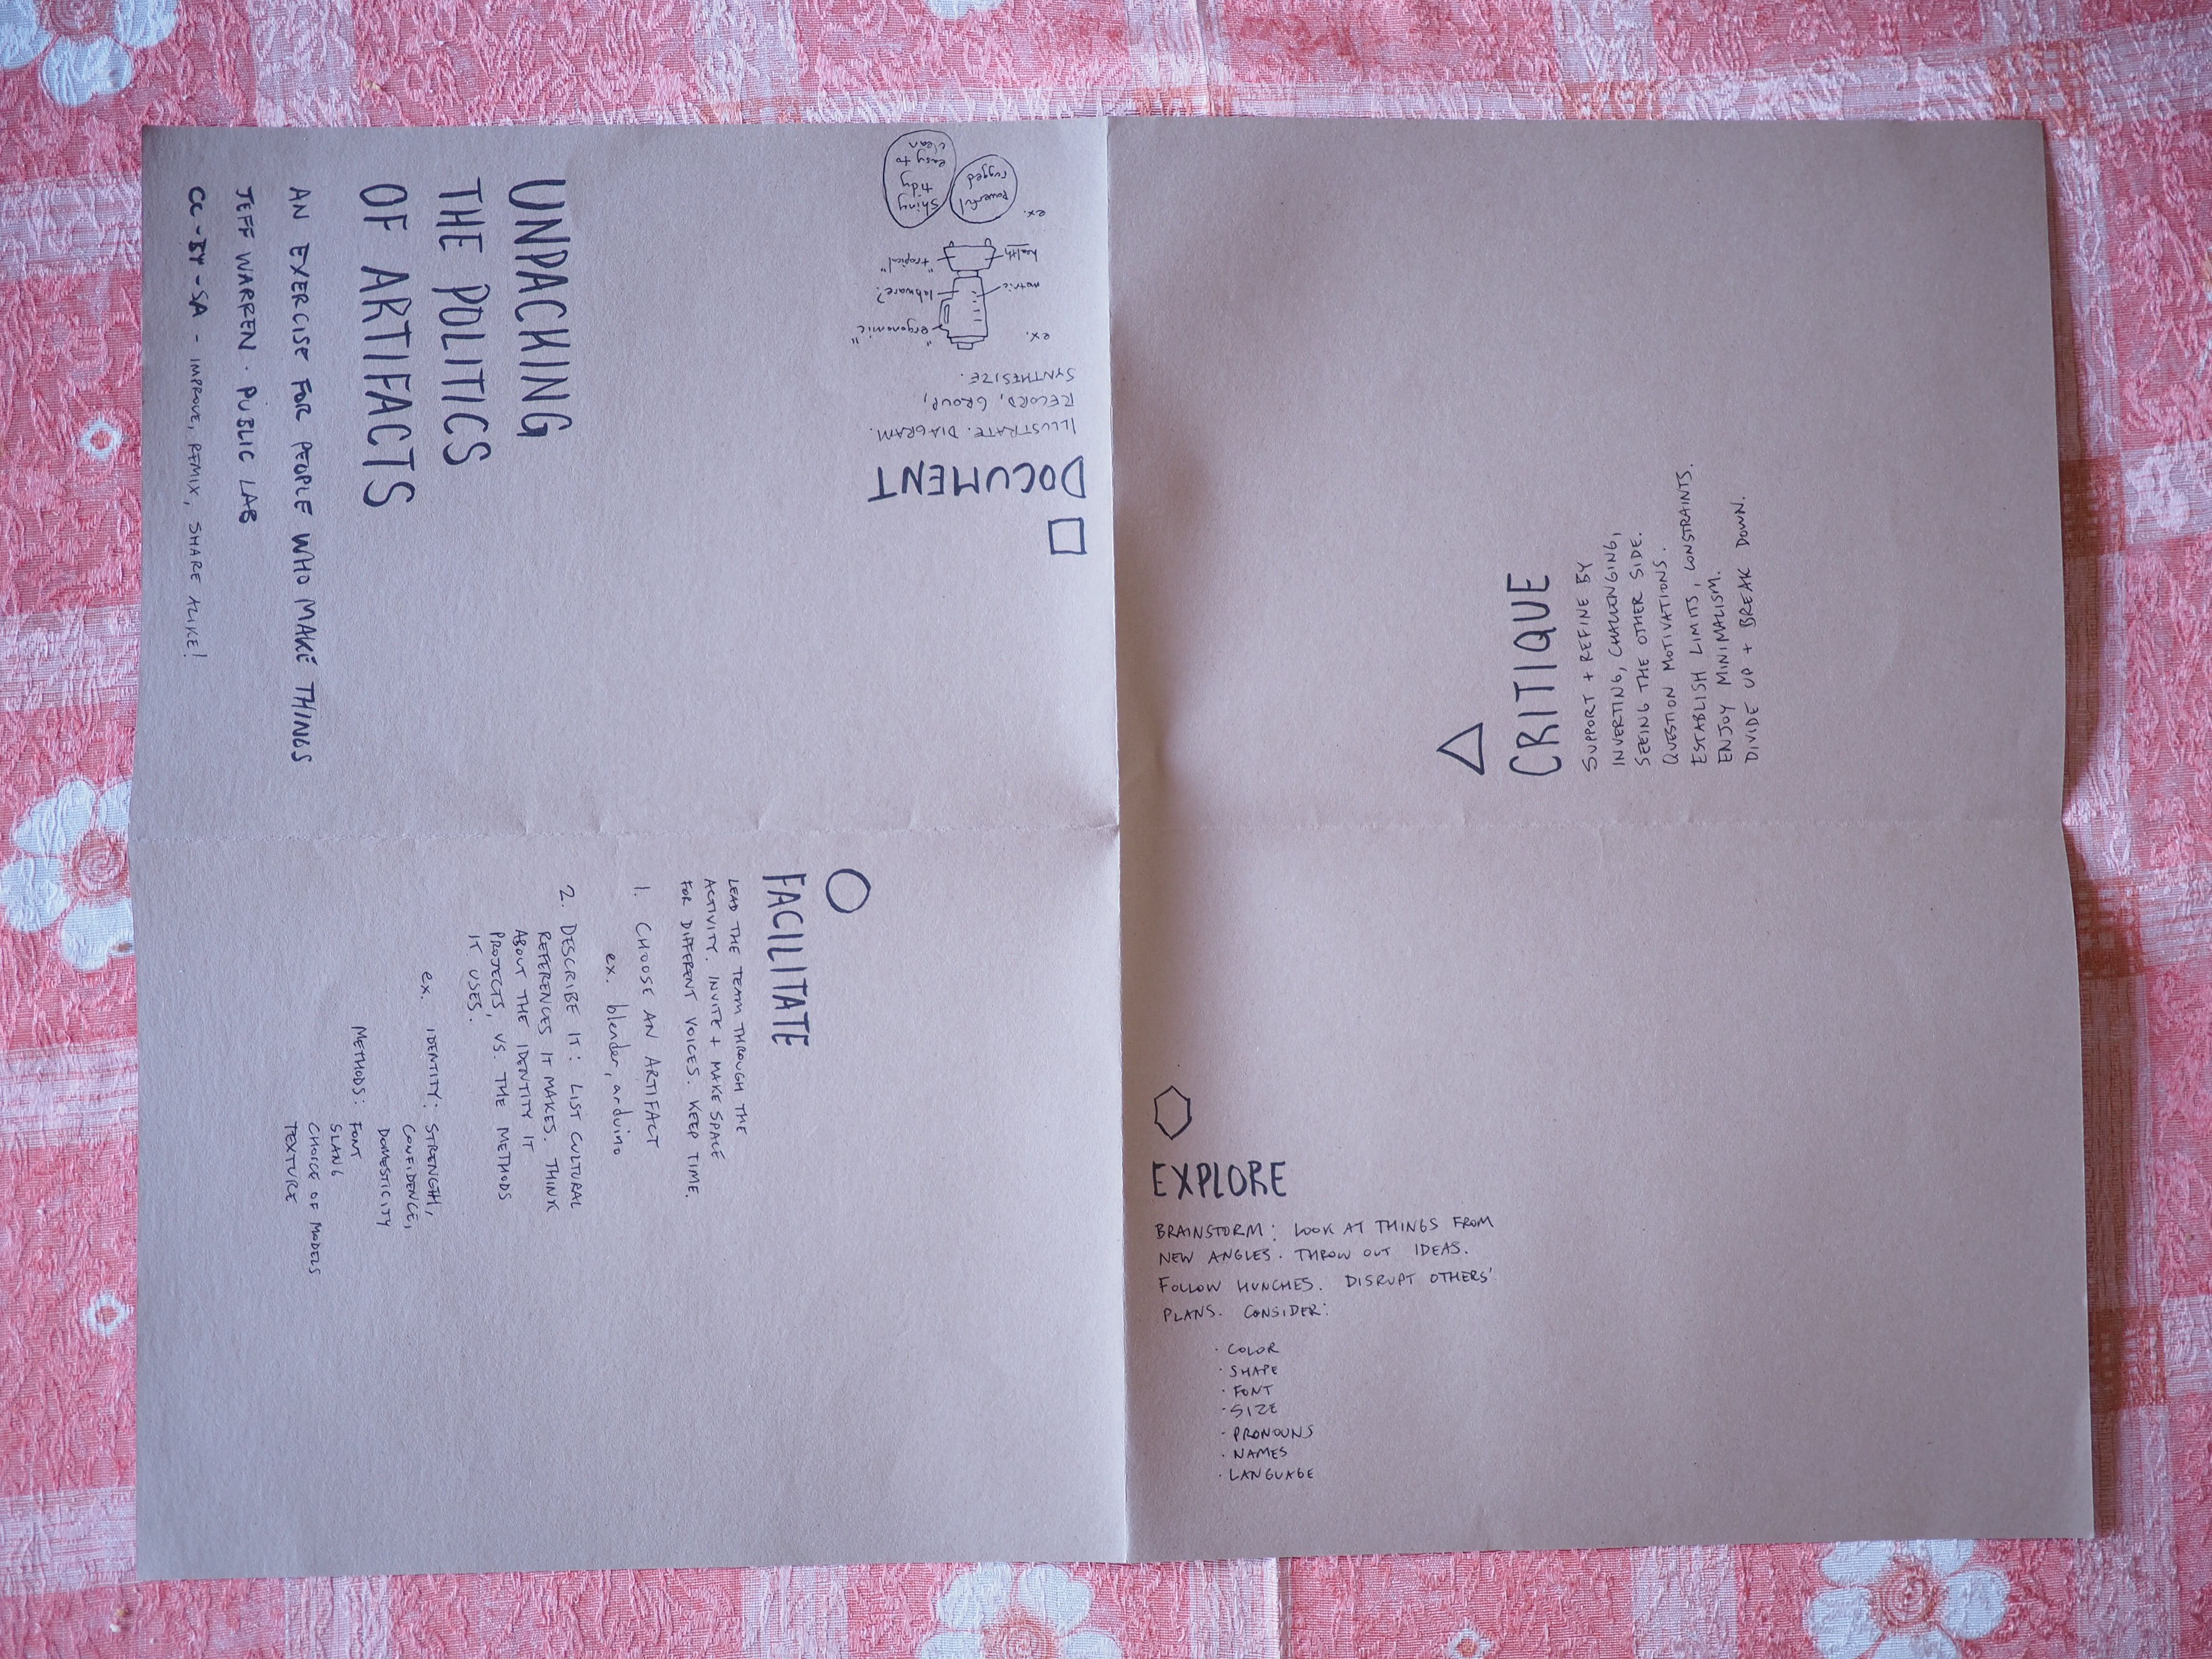 UNPACKING
THE POLITICS
OF ARTIFACTS
AN EXERCISE FOR PEOPLE WHO MAKE THINGS
JEFF WARREN · PUBLIC LAB
CC-BY-SA - IMPROVE, REMIX, SHARE ALIKE!
FACILITATE
LEAD THE TEAM THROUGH THE
ACTIVITY. INVITE + MAKE SPACE
FOR DIFFERENT VOICES. KEEP TIME.
1. CHOOSE AN ARTIFACT
ex. blender, arduino
2. DESCRIBE IT: LIST CULTURAL
REFERENCES IT MAKES. THINK
ABOUT THE IDENTITY IT
PROJECTS, VS. THE METHODS
IT USES.
ex. IDENTITY: STRENGTH,
CONFIDENCE,
DOMESTICITY
METHODS: FONT
SLANG
CHOICE OF MODELS
TEXTURE
DOCUMENT
ILLUSTRATE. DIAGRAM.
RECORD, GROUP,
SYNTHESIZE.
ex.
"ergonomic"
metric
labware?
health
"tropical"
ex.
powerful
rugged
shiny
tidy
easy to
clean
CRITIQUE
SUPPORT + REFINE BY
INVERTING, CHALLENGING,
SEEING THE OTHER SIDE.
QUESTION MOTIVATIONS.
ESTABLISH LIMITS, CONSTRAINTS.
ENJOY MINIMALISM.
DIVIDE UP + BREAK DOWN.
EXPLORE
BRAINSTORM: LOOK AT THINGS FROM
NEW ANGLES. THROW OUT IDEAS.
FOLLOW HUNCHES. DISRUPT OTHERS'
PLANS. CONSIDER:
· COLOR
· SHAPE
· FONT
· SIZE
· PRONOUNS
· NAMES
· LANGUAGE